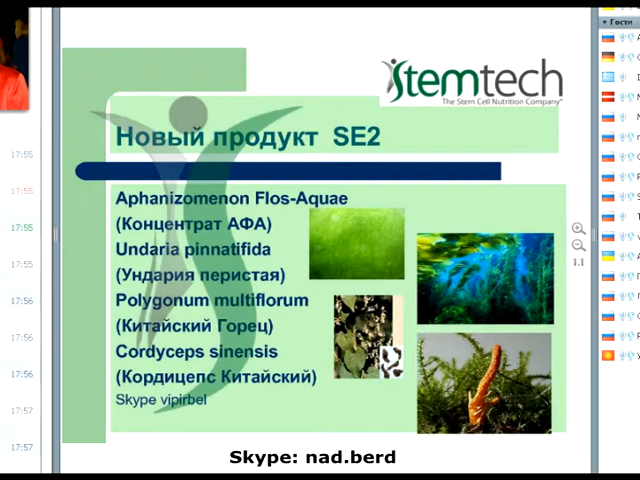 Гости
Stemtech
The Stem Cell Nutrition Company
Новый продукт SE2
Aphanizomenon Flos-Aquae
(Концентрат АФА)
Undaria pinnatifida
(Ундария перистая)
Polygonum multiflorum
(Китайский Горец)
Cordyceps sinensis
(Кордицепс Китайский)
Skype vipirbel
17:55
17:55
17:55
17:55
17:56
17:56
17:56
17:57
17:57
1.1
Skype: nad.berd